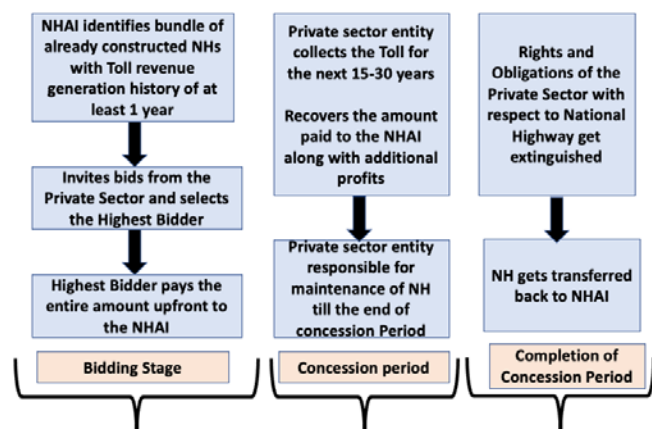 NHAI identifies bundle of
already constructed NHs
with Toll revenue
generation history of at
least 1 year
Invites bids from the
Private Sector and selects
the Highest Bidder
Highest Bidder pays the
entire amount upfront to
the NHAI
Bidding Stage
Private sector entity
collects the Toll for
the next 15-30 years
Recovers the amount
paid to the NHAI
along with additional
profits
Private sector entity
responsible for
maintenance of NH
till the end of
concession Period
Concession period
Rights and
Obligations of the
Private Sector with
respect to National
Highway get
extinguished
NH gets transferred
back to NHAI
Completion of
Concession Period